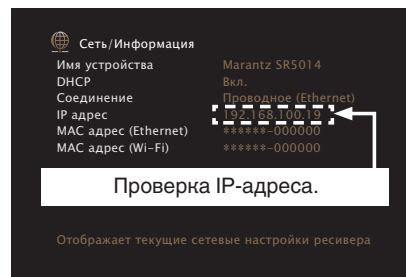 Сеть/Информация
Имя устройства Marantz SR5014
DHCP Вкл.
Соединение Проводное (Ethernet)
IP адрес 192.168.100.19
MAC адрес (Ethernet) ******-000000
MAC адрес (Wi-Fi) ******-000000
Проверка IP-адреса.
Отображает текущие сетевые настройки ресивера